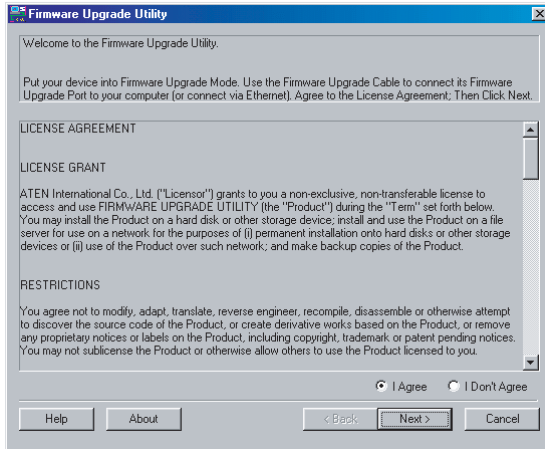 Firmware Upgrade Utility
Welcome to the Firmware Upgrade Utility.
Put your device into Firmware Upgrade Mode. Use the Firmware Upgrade Cable to connect its Firmware
Upgrade Port to your computer (or connect via Ethernet). Agree to the License Agreement; Then Click Next.
LICENSE AGREEMENT
LICENSE GRANT
ATEN International Co., Ltd. ("Licensor") grants to you a non-exclusive, non-transferable license to
access and use FIRMWARE UPGRADE UTILITY (the "Product") during the "Term" set forth below.
You may install the Product on a hard disk or other storage device; install and use the Product on a file
server for use on a network for the purposes of (i) permanent installation onto hard disks or other storage
devices or (ii) use of the Product over such network; and make backup copies of the Product.
RESTRICTIONS
You agree not to modify, adapt, translate, reverse engineer, recompile, disassemble or otherwise attempt
to discover the source code of the Product, or create derivative works based on the Product, or remove
any proprietary notices or labels on the Product, including copyright, trademark or patent pending notices.
You may not sublicense the Product or otherwise allow others to use the Product licensed to you.
I Agree I Don't Agree
Help About < Back Next > Cancel